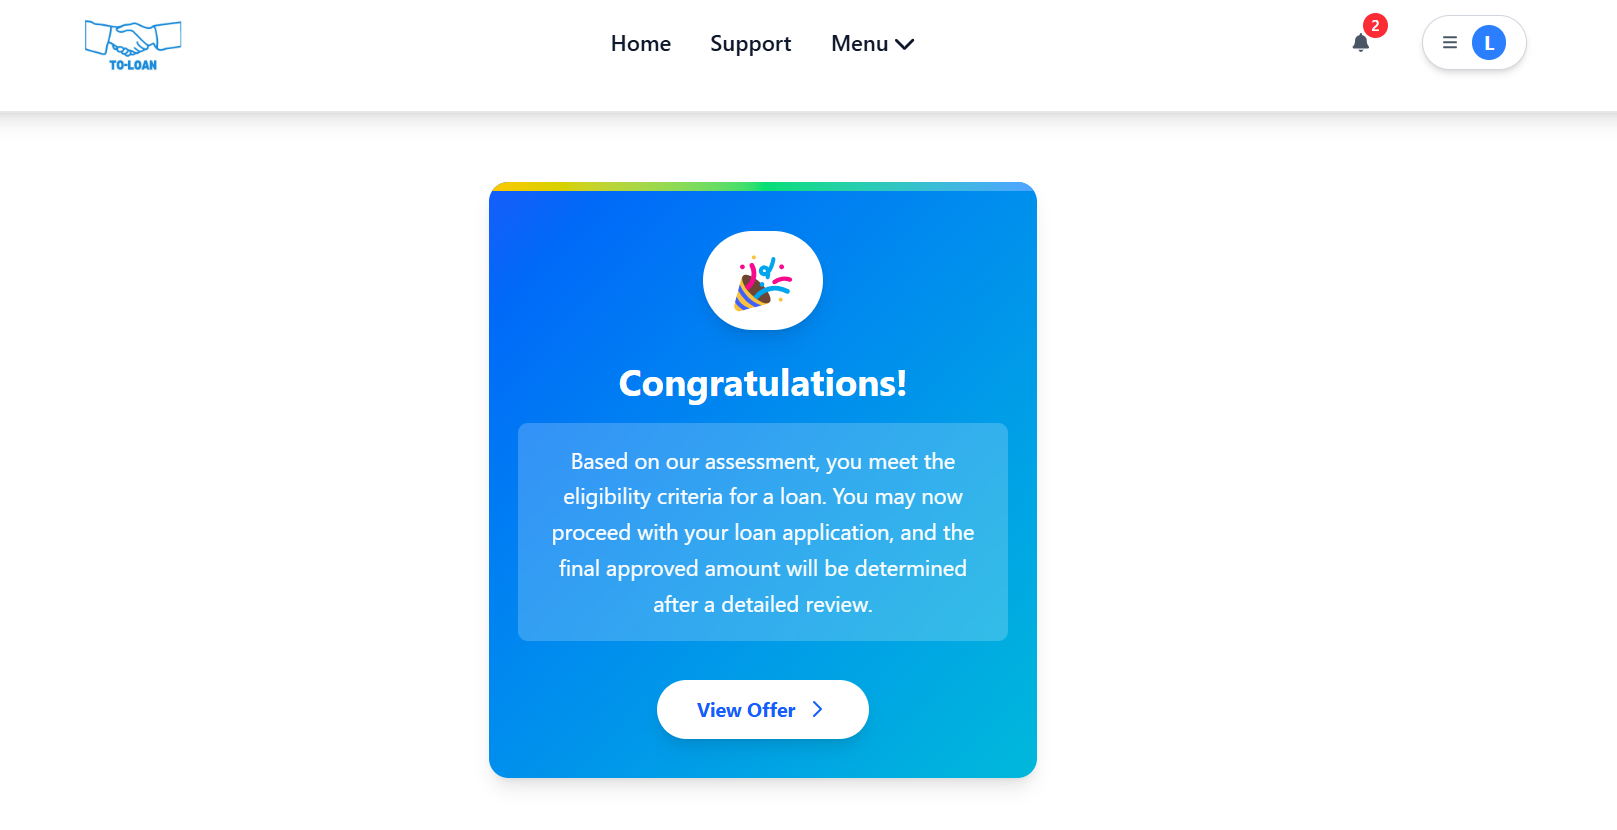 TO-LOAN
Home
Support
Menu
2
L
Congratulations!
Based on our assessment, you meet the
eligibility criteria for a loan. You may now
proceed with your loan application, and the
final approved amount will be determined
after a detailed review.
View Offer